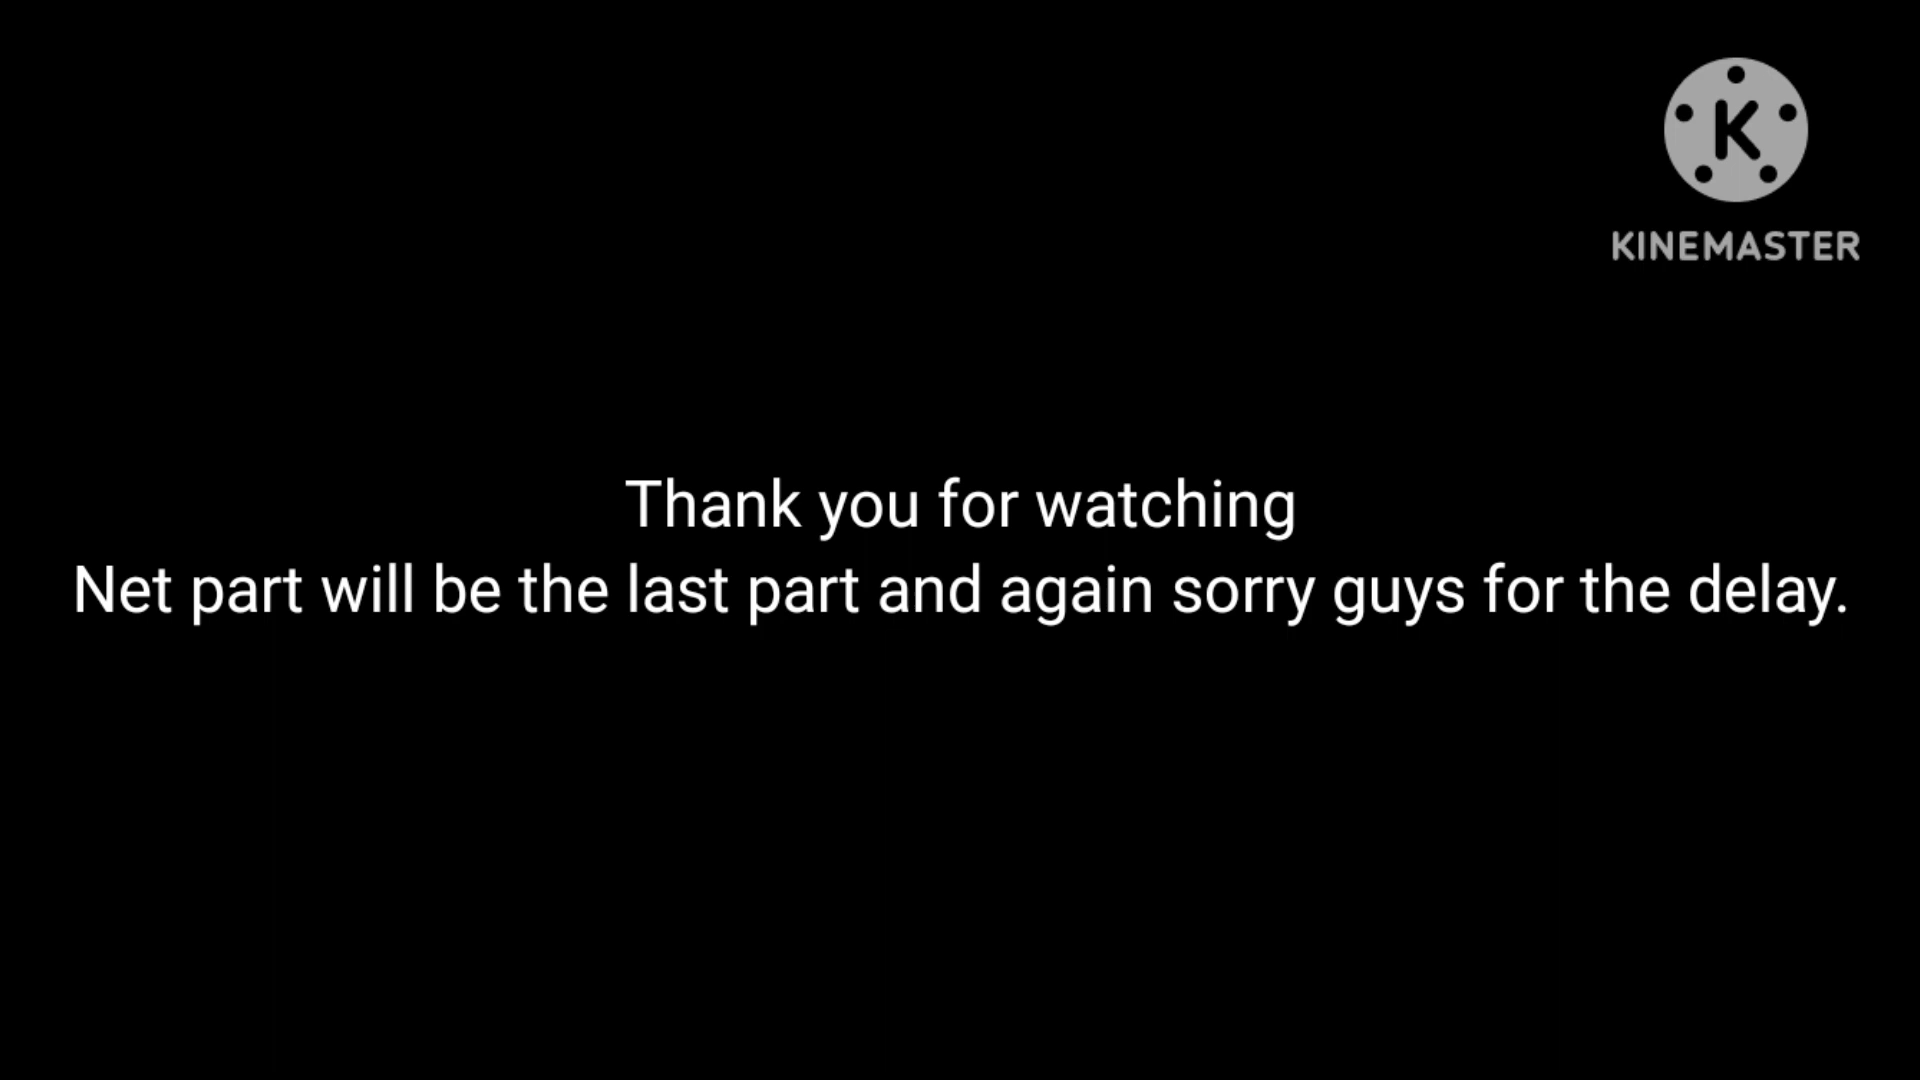 K
KINEMASTER
Thank you for watching
Net part will be the last part and again sorry guys for the delay.